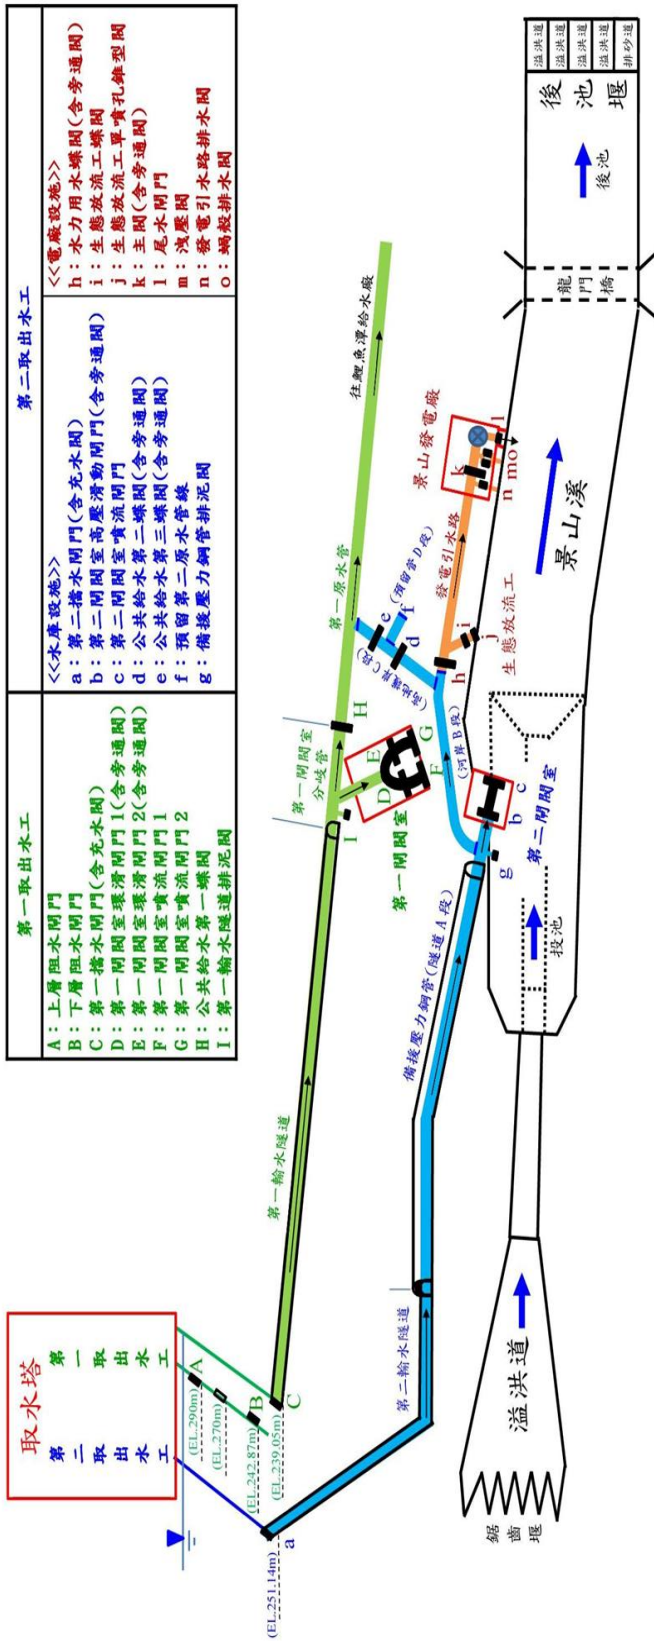 第一取出水工
A：上層阻水閘門
B：下層阻水閘門
C：第一擋水閘門(含充水閥)
D：第一閘閥室環滑閘門1(含旁通閥)
E：第一閘閥室環滑閘門2(含旁通閥)
F：第一閘閥室噴流閘門1
G：第一閘閥室噴流閘門2
H：公共給水第一蝶閥
I：第一輸水隧道排泥閥
第二取出水工
<<水庫設施>>
a：第二擋水閘門(含充水閥)
b：第二閘閥室高壓滑動閘門(含旁通閥)
c：第二閘閥室噴流閘門
d：公共給水第二蝶閥(含旁通閥)
e：公共給水第三蝶閥(含旁通閥)
f：預留第二原水管線
g：備援壓力鋼管排泥閥
<<電廠設施>>
h：水力用水蝶閥(含旁通閥)
i：生態放流工蝶閥
j：生態放流工單噴孔錐型閥
k：主閥(含旁通閥)
l：尾水閘門
m：洩壓閥
n：發電引水路排水閥
o：蝸殼排水閥
取水塔
第二取出水工
第一取出水工
A
(EL.290m)
(EL.270m)
B
(EL.242.87m)
C
(EL.239.05m)
a
(EL.251.14m)
第一輸水隧道
I
第一閘閥室
分岐管
H
D
E
F
G
第一閘閥室
第一原水管
往鯉魚潭給水廠
第二輸水隧道
備援壓力鋼管(隧道A段)
g
(河岸B段)
b
c
第二閘閥室
(高地護岸C段)
d
e
f
(預留管D段)
h
i
j
生態放流工
發電引水路
景山發電廠
k
l
n
m
o
鋸齒堰
溢洪道
投池
景山溪
龍門橋
後池
後池堰
溢洪道
溢洪道
溢洪道
溢洪道
排砂道